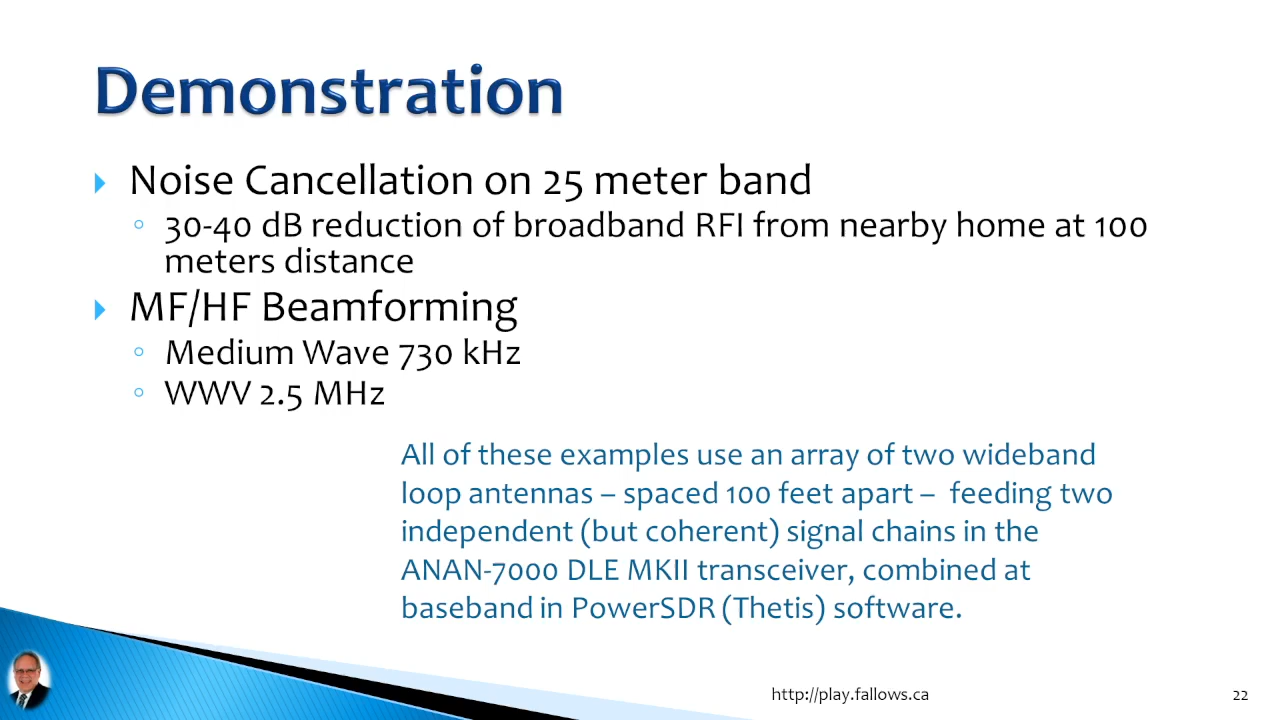 Demonstration
Noise Cancellation on 25 meter band
30-40 dB reduction of broadband RFI from nearby home at 100
meters distance
MF/HF Beamforming
Medium Wave 730 kHz
WWV 2.5 MHz
All of these examples use an array of two wideband
loop antennas – spaced 100 feet apart – feeding two
independent (but coherent) signal chains in the
ANAN-7000 DLE MKII transceiver, combined at
baseband in PowerSDR (Thetis) software.
http://play.fallows.ca
22